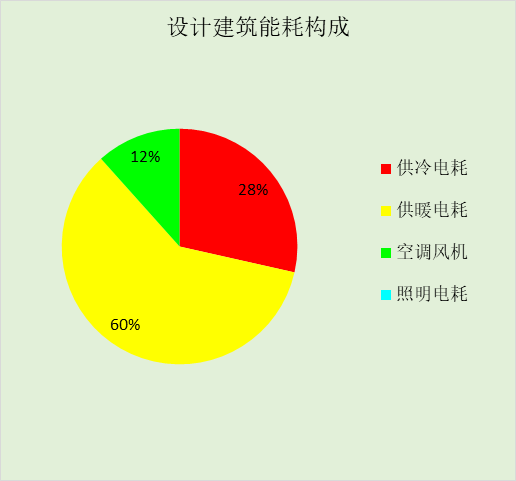 设计建筑能耗构成
12%
28%
60%
供冷电耗
供暖电耗
空调风机
照明电耗